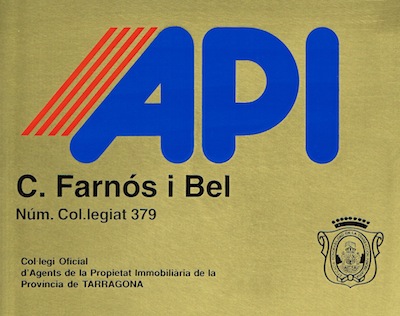 API
C. Farnós i Bel
Núm. Col.legiat 379
Col·legi Oficial
d'Agents de la Propietat Immobiliària de la
Província de TARRAGONA